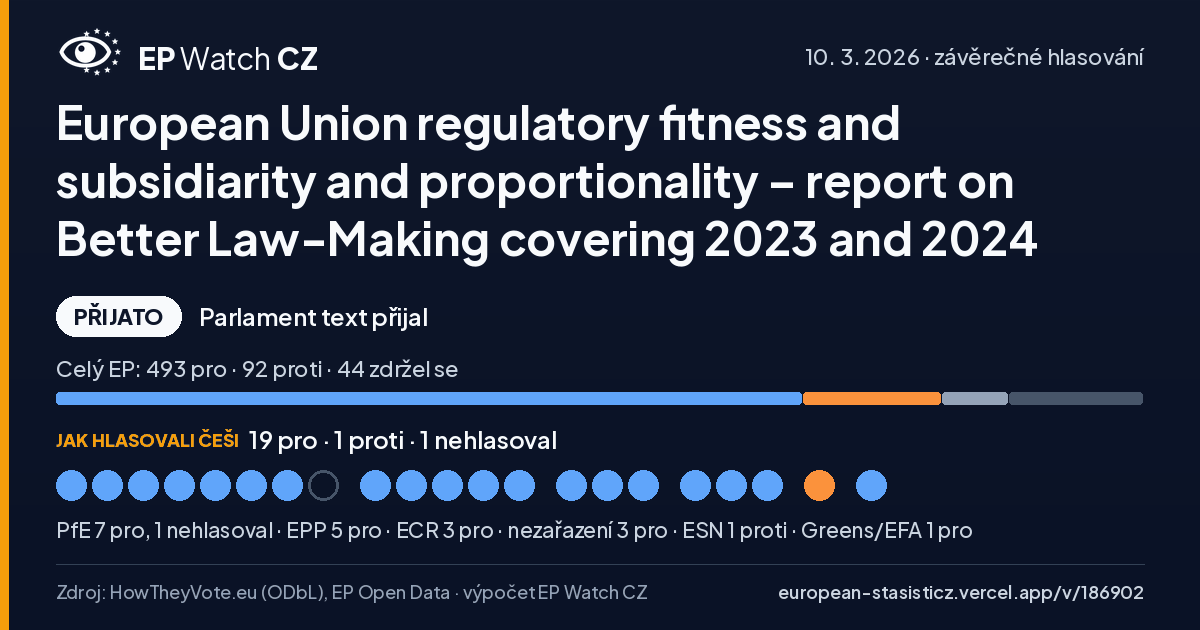 EP Watch CZ
10. 3. 2026 · závěrečné hlasování
European Union regulatory fitness and
subsidiarity and proportionality – report on
Better Law-Making covering 2023 and 2024
PŘIJATO Parlament text přijal
Celý EP: 493 pro · 92 proti · 44 zdržel se
JAK HLASOVALI ČEŠI 19 pro · 1 proti · 1 nehlasoval
PfE 7 pro, 1 nehlasoval · EPP 5 pro · ECR 3 pro · nezařazení 3 pro · ESN 1 proti · Greens/EFA 1 pro
Zdroj: HowTheyVote.eu (ODbL), EP Open Data · výpočet EP Watch CZ
european-stasisticz.vercel.app/v/186902